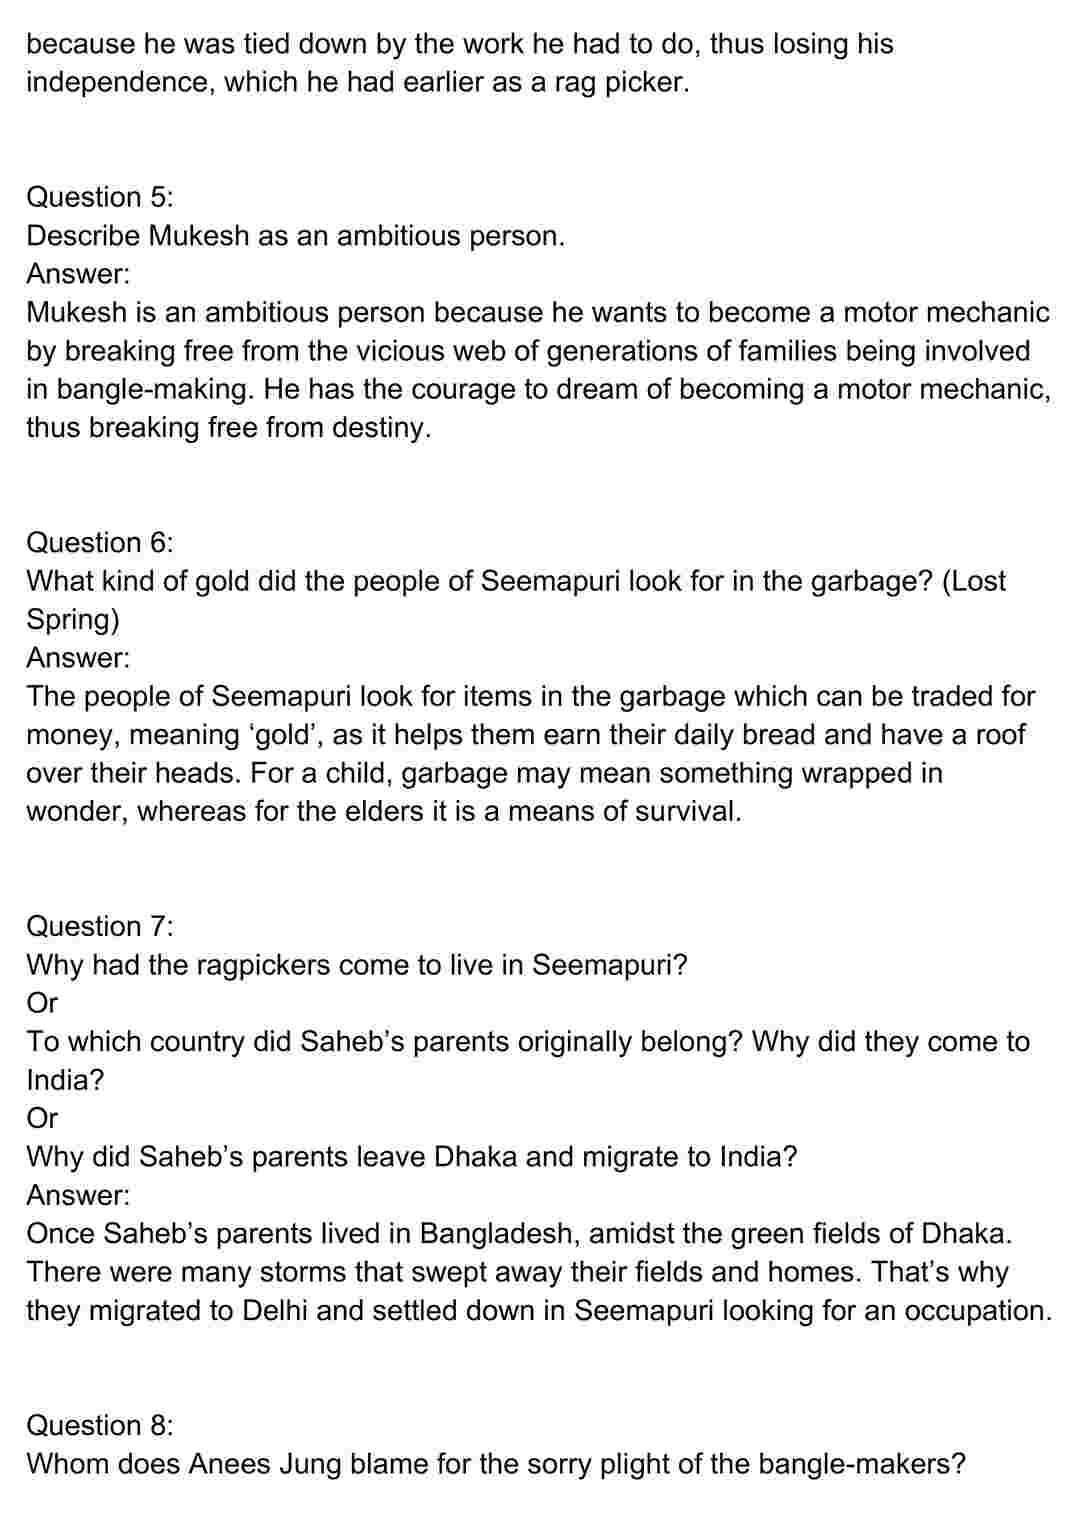 because he was tied down by the work he had to do, thus losing his
independence, which he had earlier as a rag picker.
Question 5:
Describe Mukesh as an ambitious person.
Answer:
Mukesh is an ambitious person because he wants to become a motor mechanic
by breaking free from the vicious web of generations of families being involved
in bangle-making. He has the courage to dream of becoming a motor mechanic,
thus breaking free from destiny.
Question 6:
What kind of gold did the people of Seemapuri look for in the garbage? (Lost
Spring)
Answer:
The people of Seemapuri look for items in the garbage which can be traded for
money, meaning ‘gold’, as it helps them earn their daily bread and have a roof
over their heads. For a child, garbage may mean something wrapped in
wonder, whereas for the elders it is a means of survival.
Question 7:
Why had the ragpickers come to live in Seemapuri?
Or
To which country did Saheb’s parents originally belong? Why did they come to
India?
Or
Why did Saheb’s parents leave Dhaka and migrate to India?
Answer:
Once Saheb’s parents lived in Bangladesh, amidst the green fields of Dhaka.
There were many storms that swept away their fields and homes. That’s why
they migrated to Delhi and settled down in Seemapuri looking for an occupation.
Question 8:
Whom does Anees Jung blame for the sorry plight of the bangle-makers?